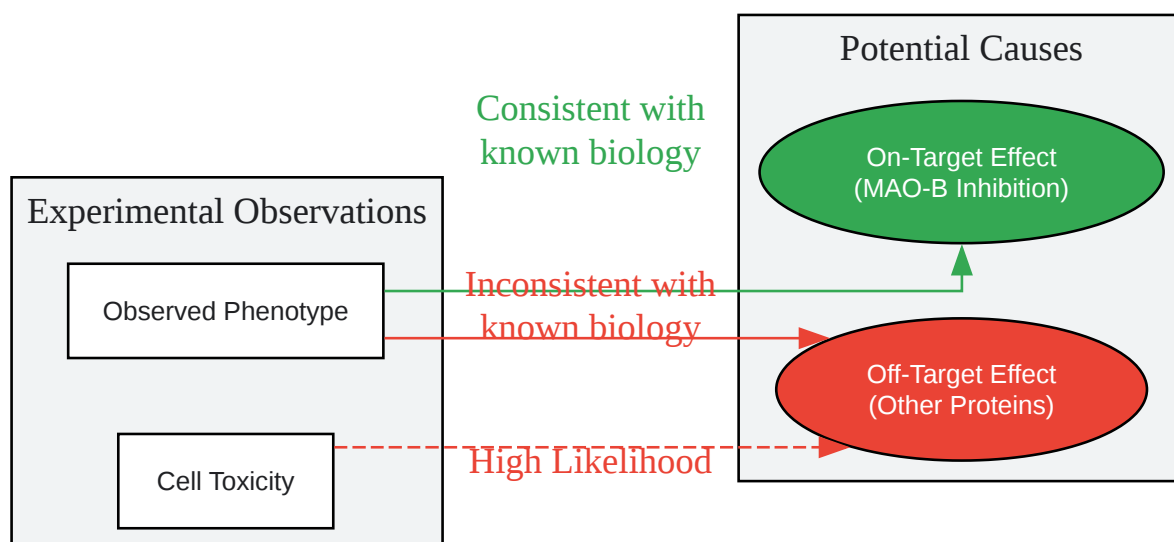 Potential Causes
Consistent with
known biology
On-Target Effect
(MAO-B Inhibition)
Experimental Observations
Observed Phenotype
Inconsistent with
known biology
Off-Target Effect
(Other Proteins)
Cell Toxicity
High Likelihood